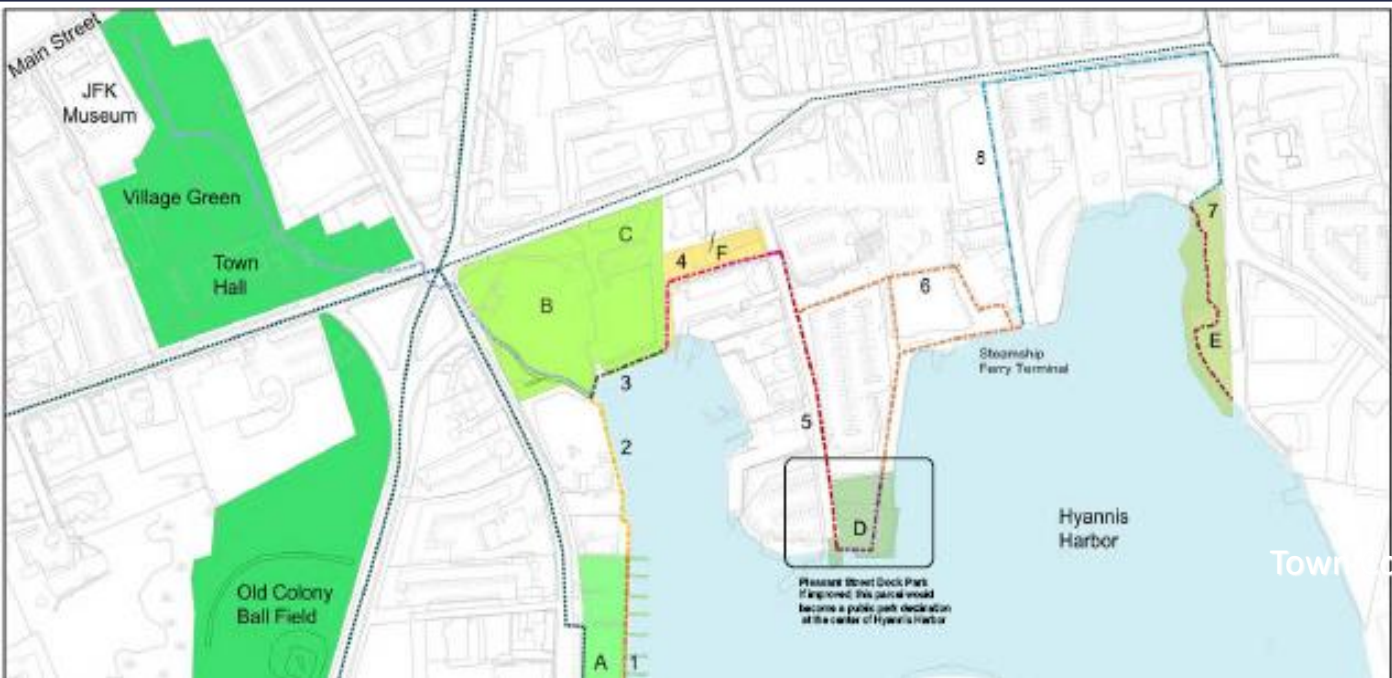 Main Street
JFK
Museum
Village Green
Town
Hall
C
B
4
F
8
7
6
E
Steamship
Ferry Terminal
3
2
5
D
Hyannis
Harbor
Town
Pleasant Street Dock Park
If improved, this parcel would
become a public park destination
at the center of Hyannis Harbor
Old Colony
Ball Field
A
1